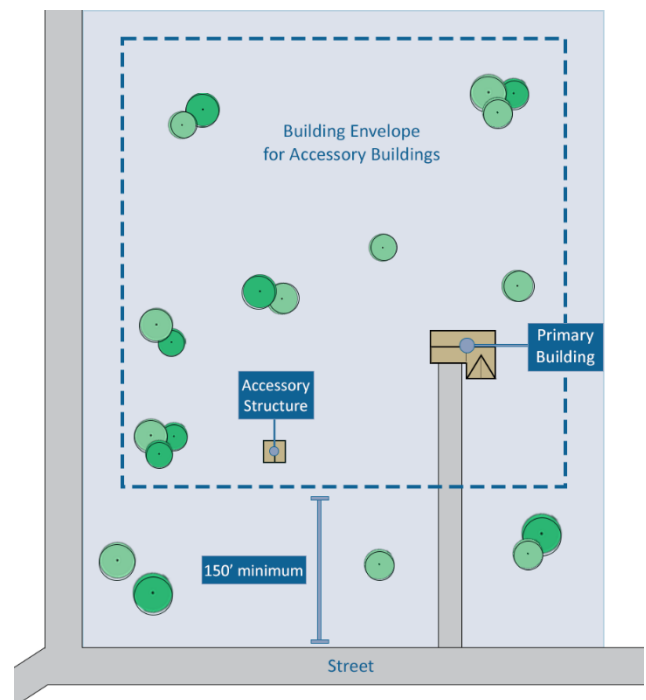 Building Envelope
for Accessory Buildings
Primary
Building
Accessory
Structure
150’ minimum
Street